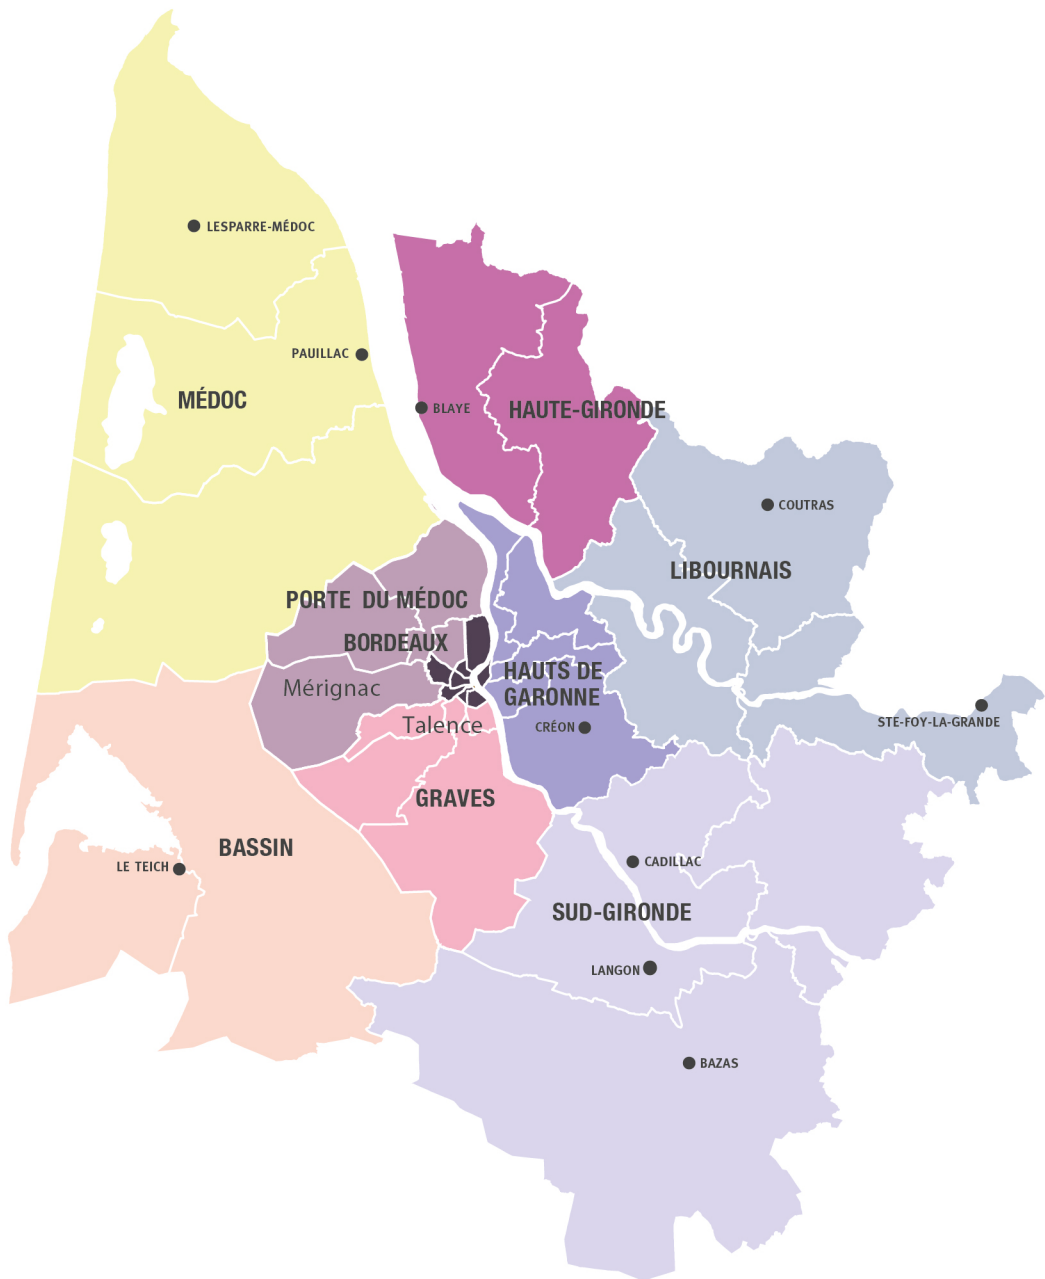 LESPARRE-MÉDOC
PAUILLAC
MÉDOC
BLAYE
HAUTE-GIRONDE
COUTRAS
LIBOURNAIS
PORTE DU MÉDOC
BORDEAUX
Mérignac
HAUTS DE
GARONNE
Talence
CRÉON
STE-FOY-LA-GRANDE
GRAVES
BASSIN
LE TEICH
CADILLAC
SUD-GIRONDE
LANGON
BAZAS